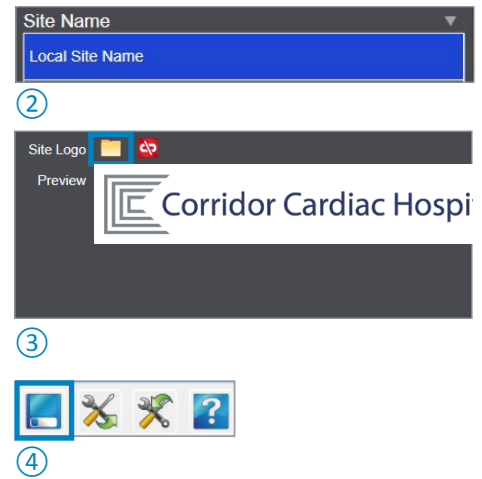 Site Name
Local Site Name
②
Site Logo
Preview
Corridor Cardiac Hospi
③
?
④